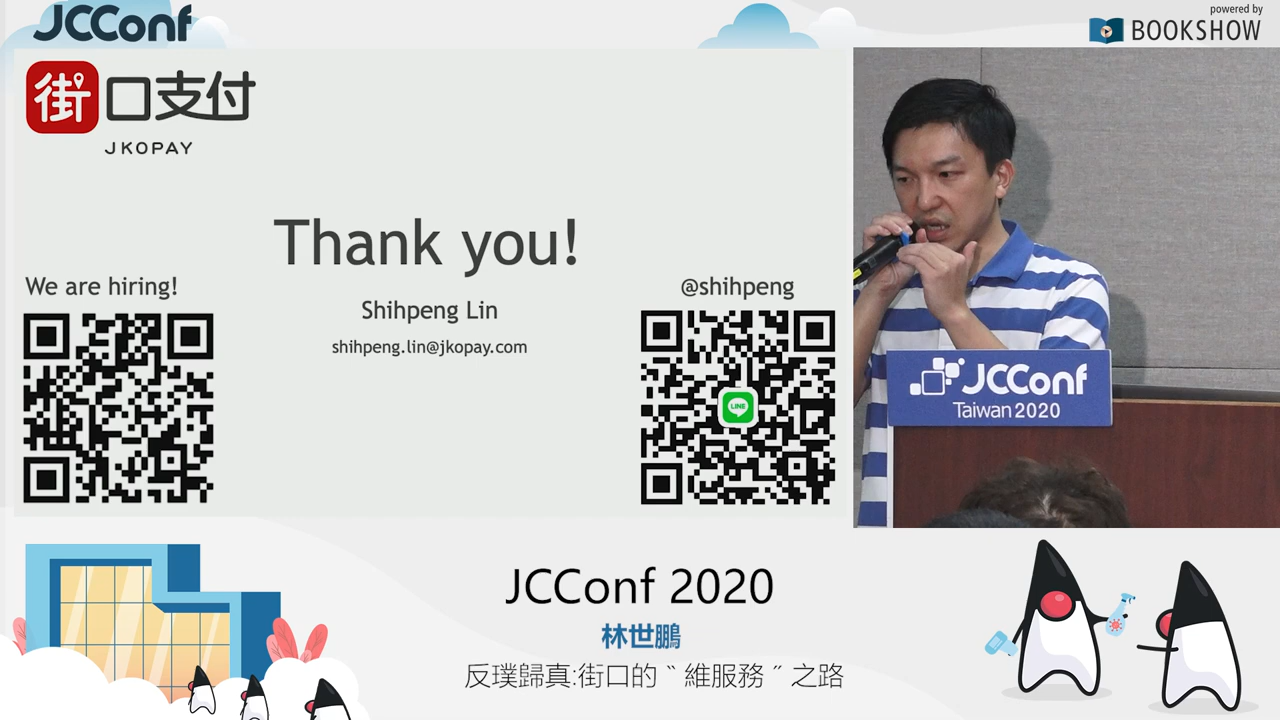 JCConf
powered by
BOOKSHOW
街口支付
JKOPAY
Thank you!
We are hiring!
@shihpeng
Shihpeng Lin
shihpeng.lin@jkopay.com
LINE
JCConf
Taiwan 2020
JCConf 2020
林世鵬
反璞歸真:街口的〝維服務〞之路